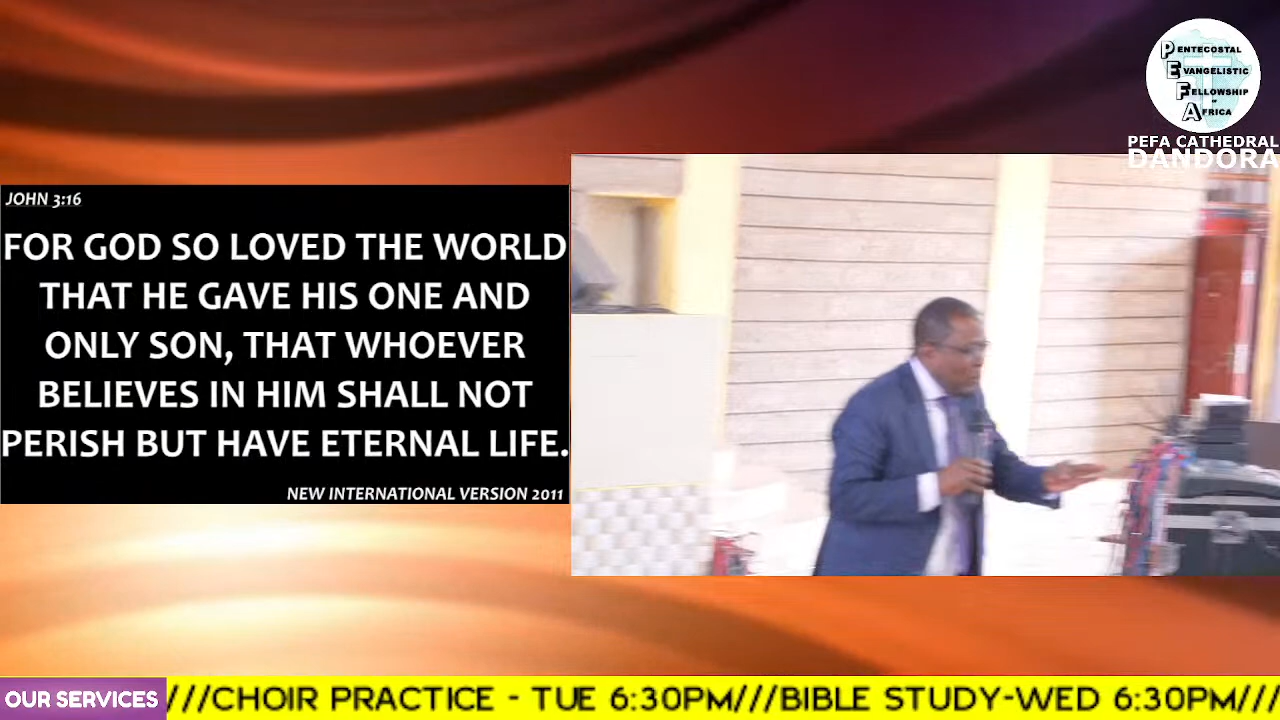 PENTECOSTAL
EVANGELISTIC
FELLOWSHIP
OF
AFRICA
PEFA CATHEDRAL
DANDORA
JOHN 3:16
FOR GOD SO LOVED THE WORLD
THAT HE GAVE HIS ONE AND
ONLY SON, THAT WHOEVER
BELIEVES IN HIM SHALL NOT
PERISH BUT HAVE ETERNAL LIFE.
NEW INTERNATIONAL VERSION 2011
OUR SERVICES
///CHOIR PRACTICE - TUE 6:30PM///BIBLE STUDY-WED 6:30PM///